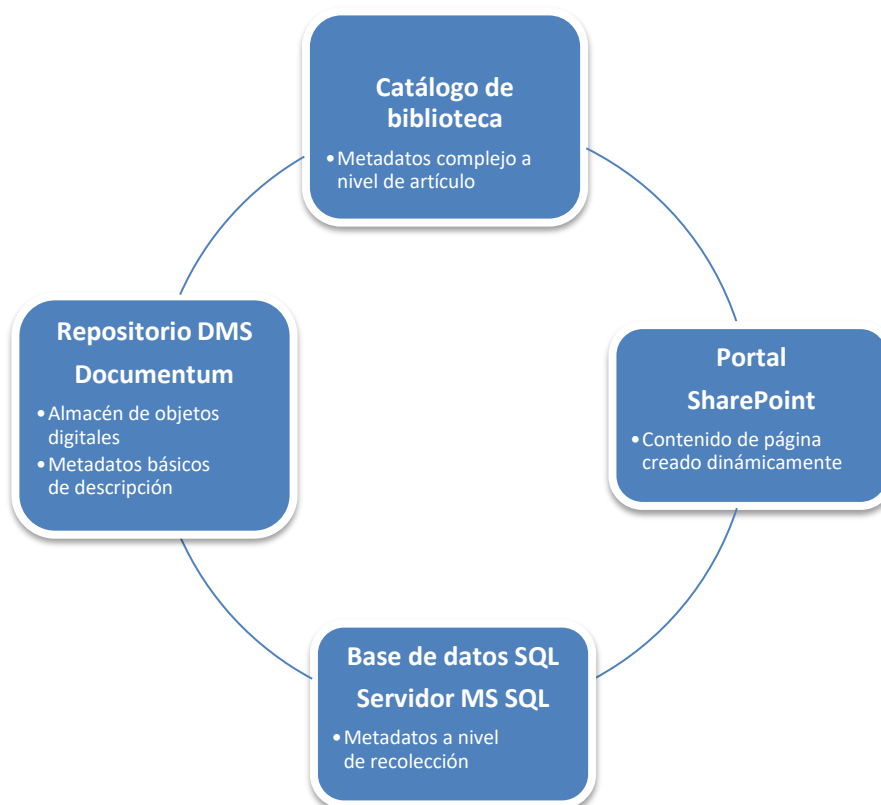 Catálogo de
biblioteca
•Metadatos complejo a
nivel de artículo
Repositorio DMS
Documentum
•Almacén de objetos
digitales
•Metadatos básicos
de descripción
Portal
SharePoint
•Contenido de página
creado dinámicamente
Base de datos SQL
Servidor MS SQL
•Metadatos a nivel
de recolección